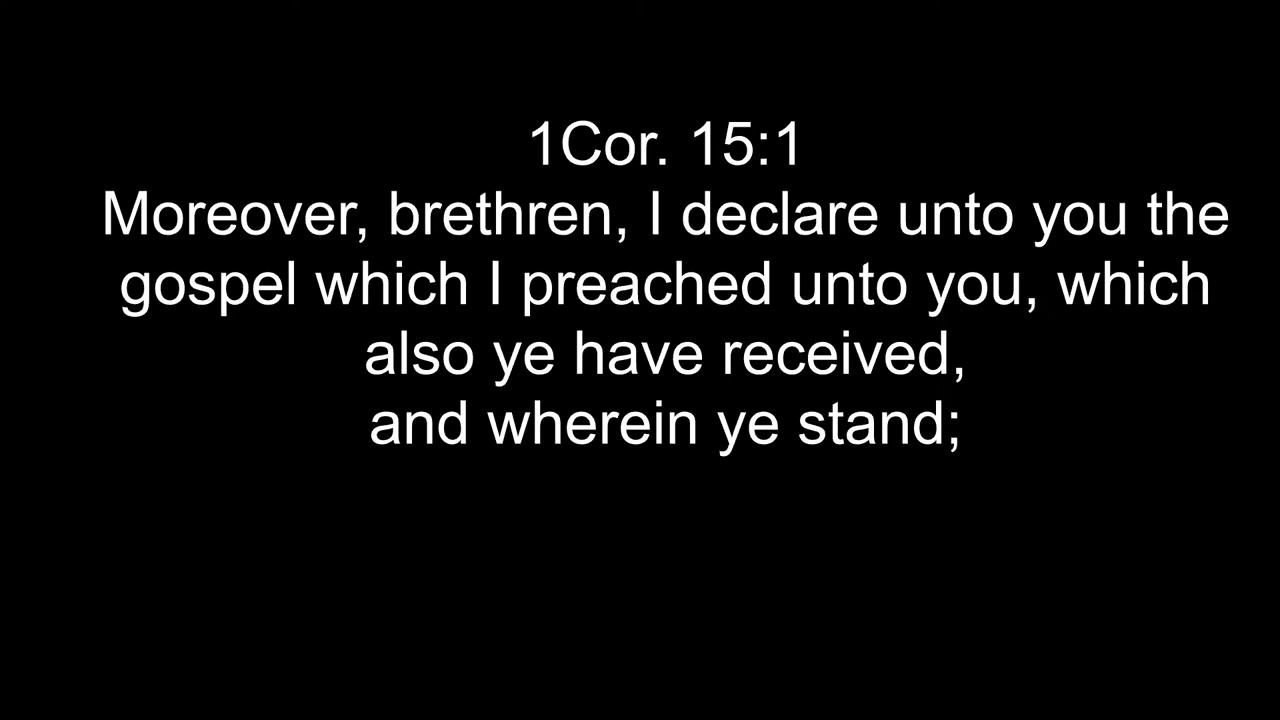 1Cor. 15:1
Moreover, brethren, I declare unto you the
gospel which I preached unto you, which
also ye have received,
and wherein ye stand;